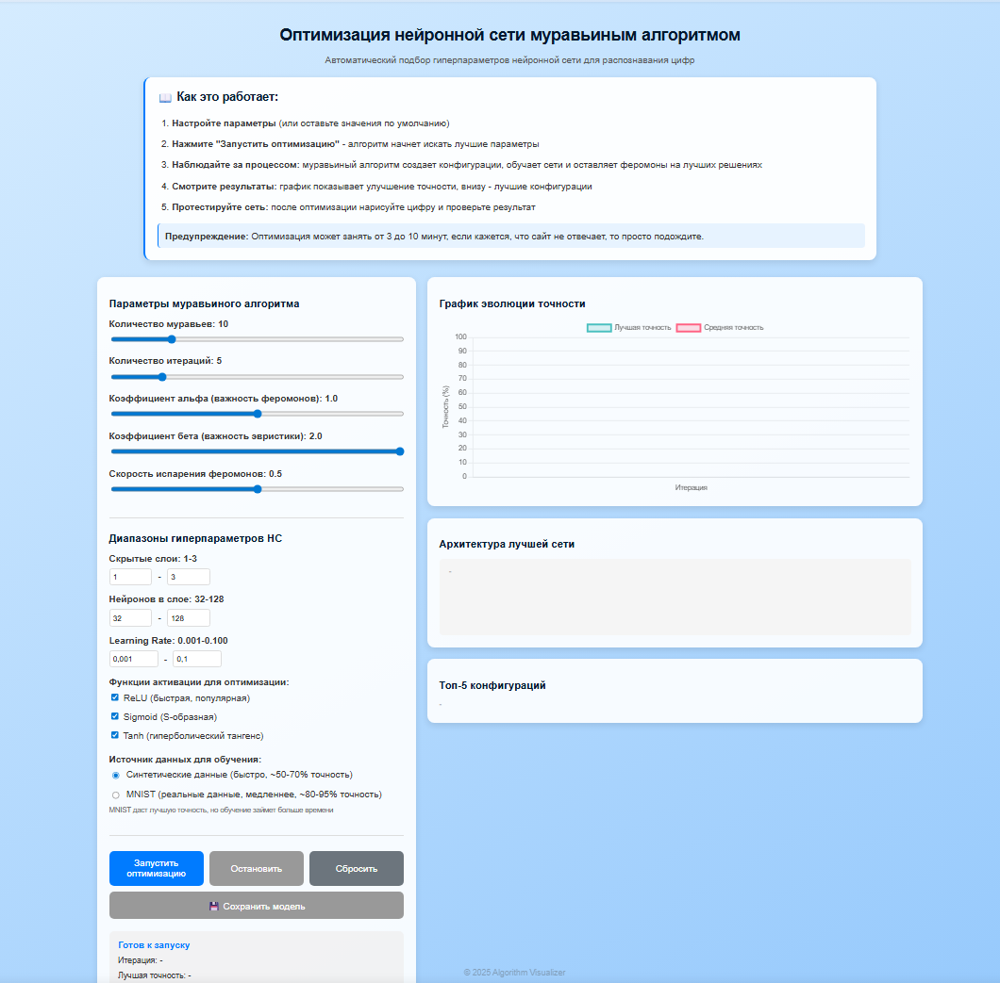 Оптимизация нейронной сети муравьиным алгоритмом
Автоматический подбор гиперпараметров нейронной сети для распознавания цифр
📖 Как это работает:
1. Настройте параметры (или оставьте значения по умолчанию)
2. Нажмите "Запустить оптимизацию" - алгоритм начнет искать лучшие параметры
3. Наблюдайте за процессом: муравьиный алгоритм создает конфигурации, обучает сети и оставляет феромоны на лучших решениях
4. Смотрите результаты: график показывает улучшение точности, внизу - лучшие конфигурации
5. Протестируйте сеть: после оптимизации нарисуйте цифру и проверьте результат
Предупреждение: Оптимизация может занять от 3 до 10 минут, если кажется, что сайт не отвечает, то просто подождите.
Параметры муравьиного алгоритма
Количество муравьев: 10
Количество итераций: 5
Коэффициент альфа (важность феромонов): 1.0
Коэффициент бета (важность эвристики): 2.0
Скорость испарения феромонов: 0.5
Диапазоны гиперпараметров НС
Скрытые слои: 1-3
1 - 3
Нейронов в слое: 32-128
32 - 128
Learning Rate: 0.001-0.100
0,001 - 0,1
Функции активации для оптимизации:
ReLU (быстрая, популярная)
Sigmoid (S-образная)
Tanh (гиперболический тангенс)
Источник данных для обучения:
Синтетические данные (быстро, ~50-70% точность)
MNIST (реальные данные, медленнее, ~80-95% точность)
MNIST даст лучшую точность, но обучение займет больше времени
Запустить
оптимизацию
Остановить
Сбросить
💾 Сохранить модель
Готов к запуску
Итерация: -
Лучшая точность: -
График эволюции точности
Лучшая точность Средняя точность
100
90
80
70
60
50
40
30
20
10
0
Точность (%)
Итерация
Архитектура лучшей сети
-
Топ-5 конфигураций
-
© 2025 Algorithm Visualizer